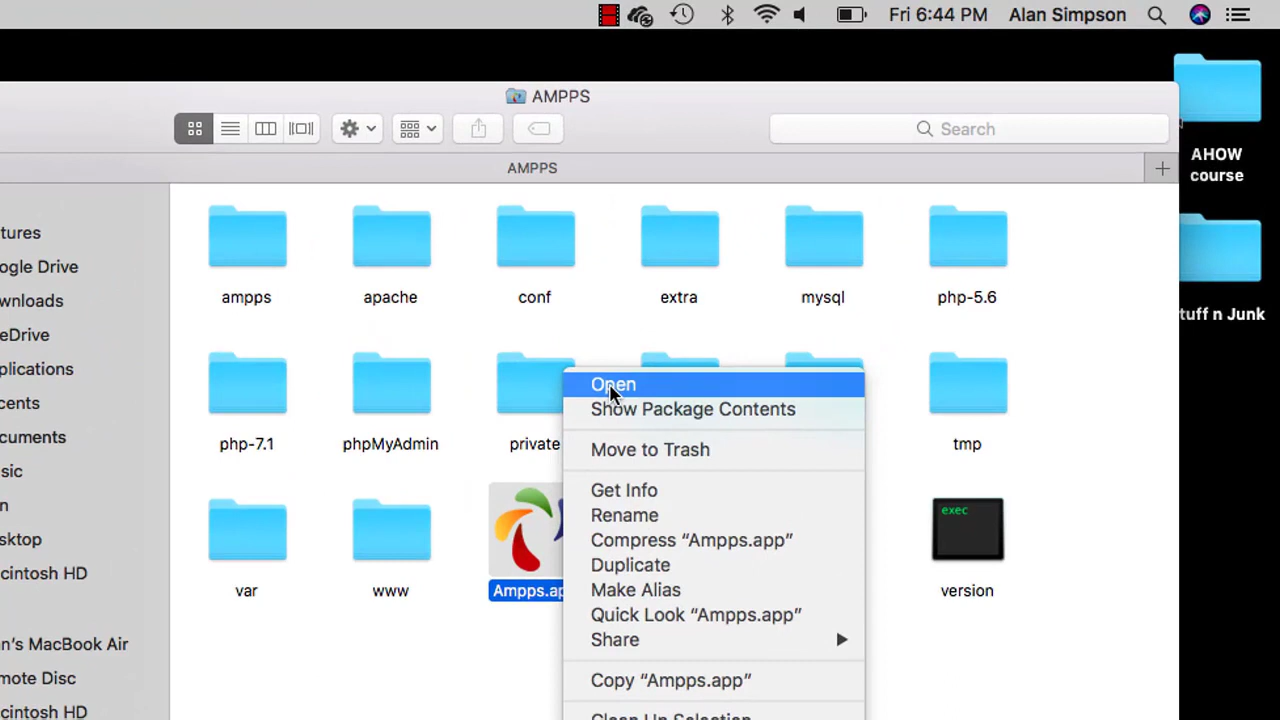 Fri 6:44 PM Alan Simpson
AMPPS
Search
AMPPS
AHOW
course
tuff n Junk
tures
ogle Drive
wnloads
eDrive
plications
cents
cuments
sic
n
sktop
cintosh HD
n's MacBook Air
mote Disc
cintosh HD
ampps
apache
conf
extra
mysql
php-5.6
php-7.1
phpMyAdmin
private
tmp
var
www
Ampps.ap
exec
version
Open
Show Package Contents
Move to Trash
Get Info
Rename
Compress “Ampps.app”
Duplicate
Make Alias
Quick Look “Ampps.app”
Share
Copy “Ampps.app”
Clean Up Selection